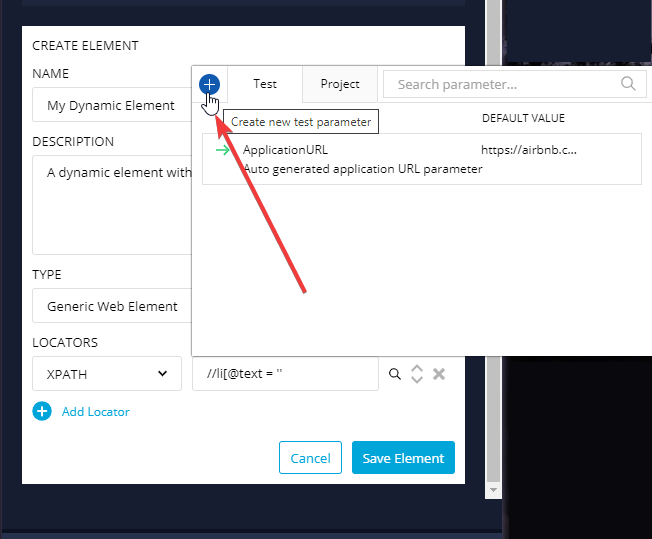 CREATE ELEMENT
NAME
My Dynamic Element
DESCRIPTION
A dynamic element with
TYPE
Generic Web Element
LOCATORS
XPATH
//li[@text = ''
Add Locator
Cancel
Save Element
Test
Project
Search parameter...
Create new test parameter
DEFAULT VALUE
ApplicationURL
https://airbnb.c...
Auto generated application URL parameter